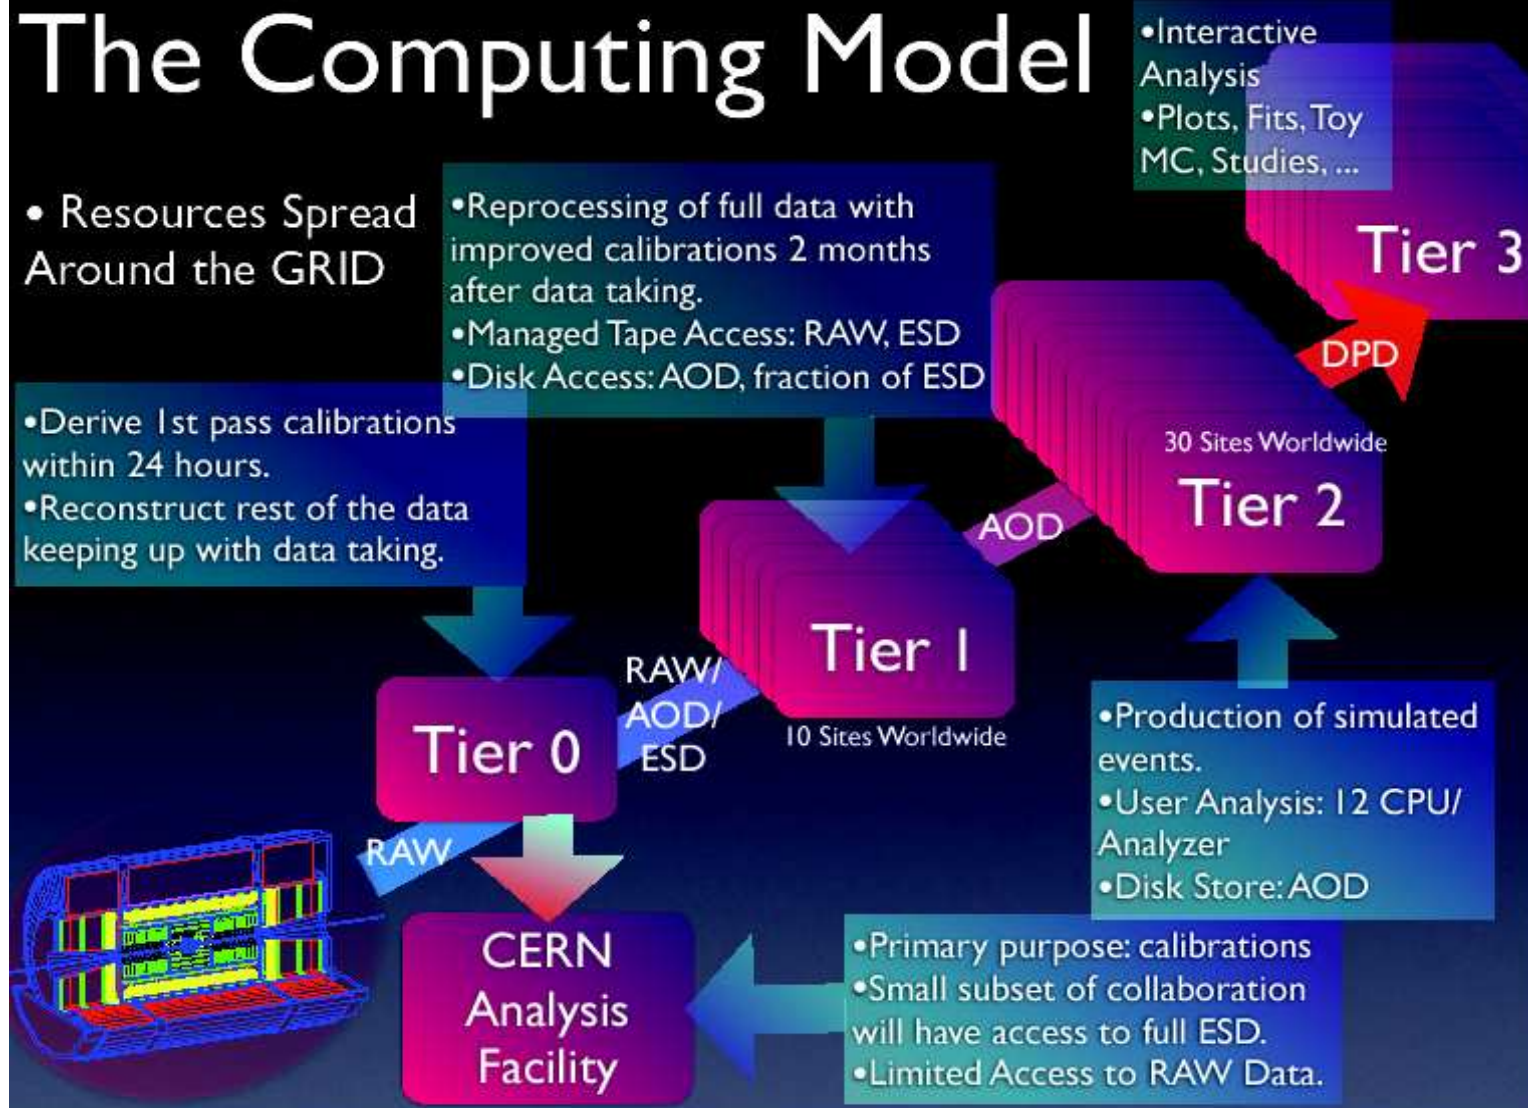 The Computing Model
•Interactive
Analysis
•Plots, Fits, Toy
MC, Studies, ...
• Resources Spread
Around the GRID
•Reprocessing of full data with
improved calibrations 2 months
after data taking.
•Managed Tape Access: RAW, ESD
•Disk Access: AOD, fraction of ESD
Tier 3
DPD
•Derive 1st pass calibrations
within 24 hours.
•Reconstruct rest of the data
keeping up with data taking.
30 Sites Worldwide
Tier 2
AOD
Tier 1
10 Sites Worldwide
RAW/
AOD/
ESD
Tier 0
•Production of simulated
events.
•User Analysis: 12 CPU/
Analyzer
•Disk Store: AOD
RAW
CERN
Analysis
Facility
•Primary purpose: calibrations
•Small subset of collaboration
will have access to full ESD.
•Limited Access to RAW Data.